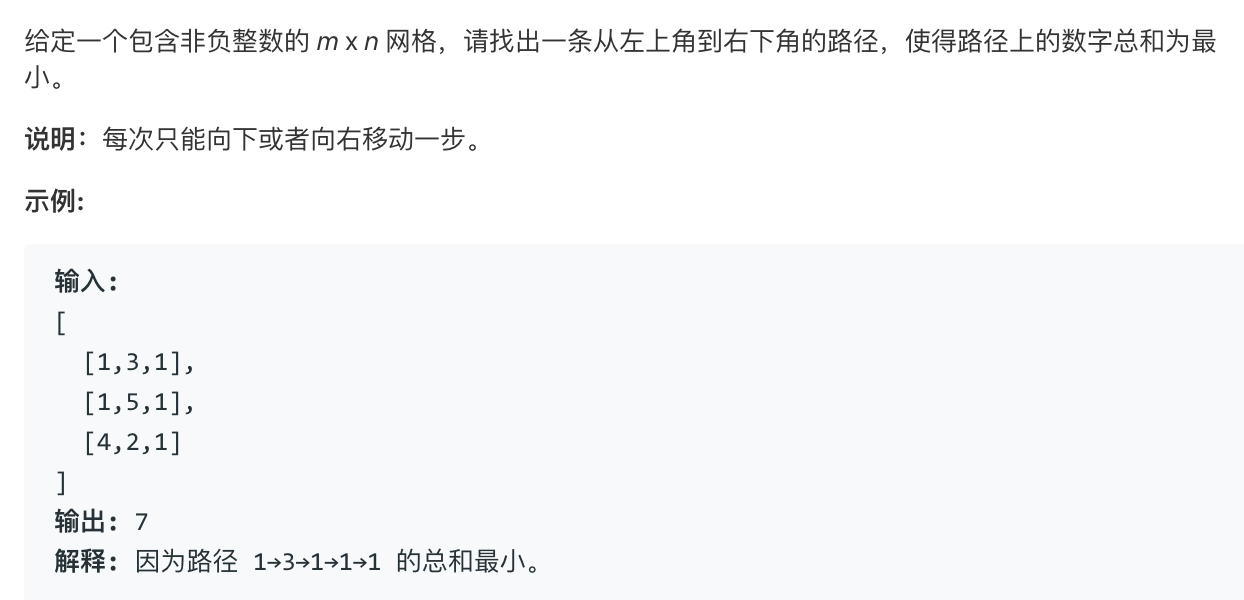 给定一个包含非负整数的 m x n 网格，请找出一条从左上角到右下角的路径，使得路径上的数字总和为最
小。
说明：每次只能向下或者向右移动一步。
示例:
输入:
[
  [1,3,1],
  [1,5,1],
  [4,2,1]
]
输出: 7
解释: 因为路径 1→3→1→1→1 的总和最小。